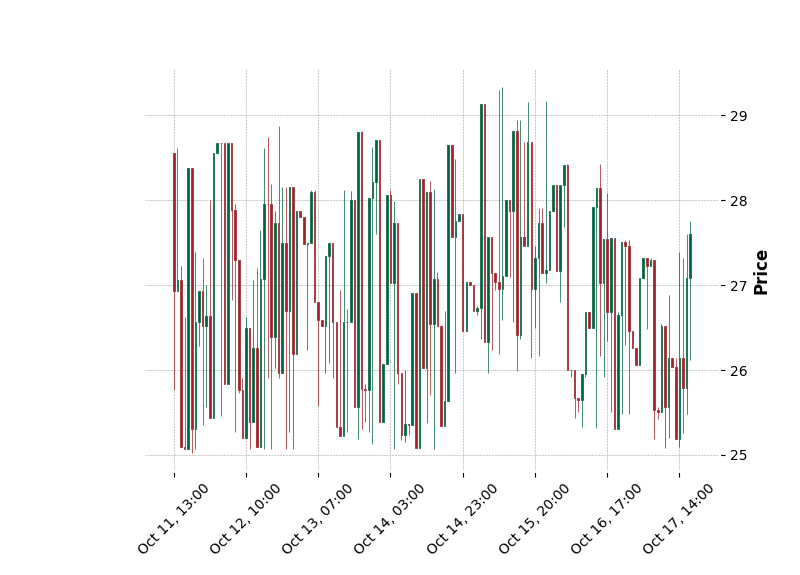 29
28
27
26
25
Price
Oct 11, 13:00
Oct 12, 10:00
Oct 13, 07:00
Oct 14, 03:00
Oct 14, 23:00
Oct 15, 20:00
Oct 16, 17:00
Oct 17, 14:00